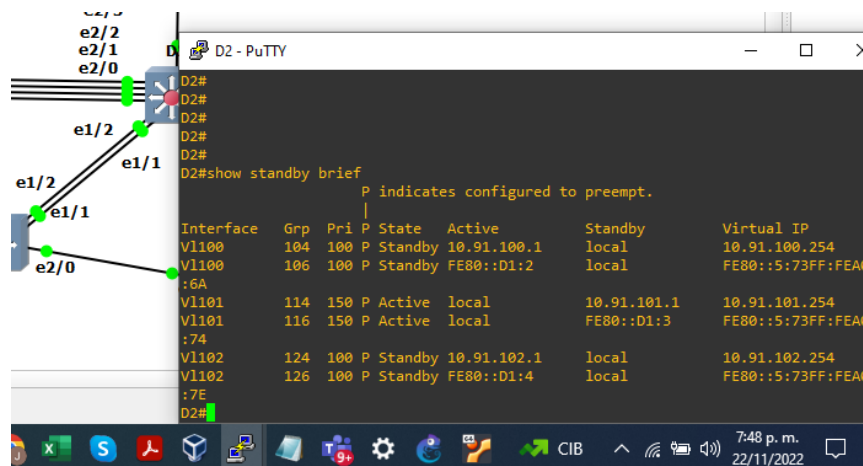 e2/2
e2/1
e2/0
e1/2
e1/1
e1/2
e1/1
e2/0
D2 - PuTTY
D2#
D2#
D2#
D2#
D2#
D2#show standby brief
P indicates configured to preempt.
|
Interface Grp Pri P State Active Standby Virtual IP
Vl100 104 100 P Standby 10.91.100.1 local 10.91.100.254
Vl100 106 100 P Standby FE80::D1:2 local FE80::5:73FF:FEA0
:6A
Vl101 114 150 P Active local 10.91.101.1 10.91.101.254
Vl101 116 150 P Active local FE80::D1:3 FE80::5:73FF:FEA0
:74
Vl102 124 100 P Standby 10.91.102.1 local 10.91.102.254
Vl102 126 100 P Standby FE80::D1:4 local FE80::5:73FF:FEA0
:7E
D2#
CIB
7:48 p. m.
22/11/2022